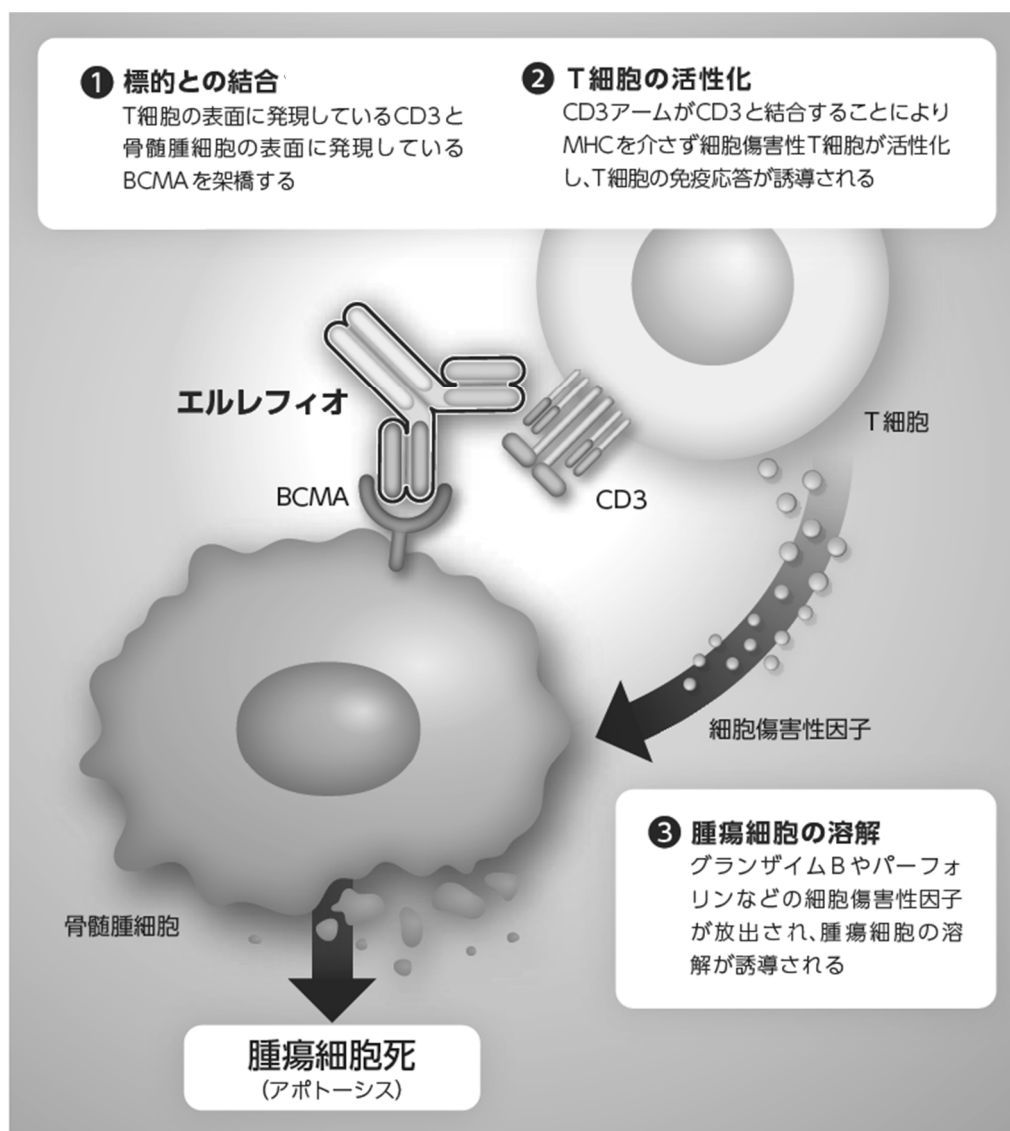 ❶ 標的との結合
T細胞の表面に発現しているCD3と
骨髄腫細胞の表面に発現している
BCMAを架橋する
❷ T細胞の活性化
CD3アームがCD3と結合することにより
MHCを介さず細胞傷害性T細胞が活性化
し、T細胞の免疫応答が誘導される
エルレフィオ
T細胞
BCMA
CD3
細胞傷害性因子
❸ 腫瘍細胞の溶解
グランザイムBやパーフォ
リンなどの細胞傷害性因子
が放出され、腫瘍細胞の溶
解が誘導される
骨髄腫細胞
腫瘍細胞死
(アポトーシス)